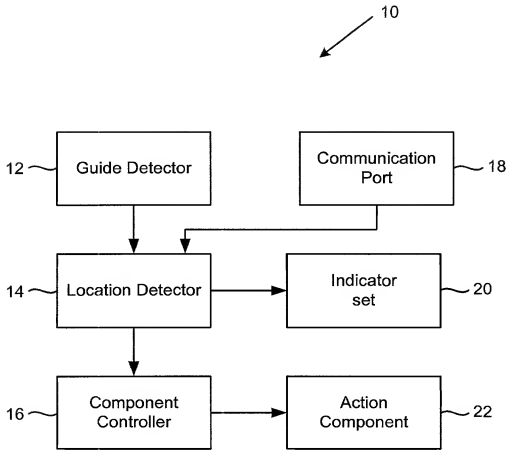 10
12
Guide Detector
Communication
Port
18
14
Location Detector
Indicator
set
20
16
Component
Controller
Action
Component
22